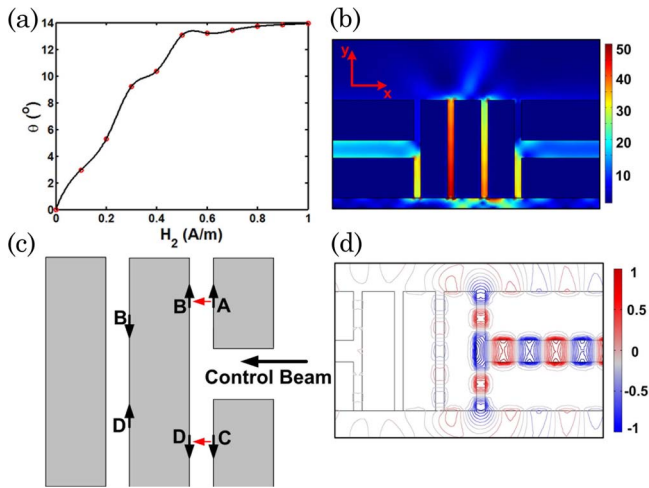 (a)
14
12
10
8
6
4
2
0
θ (°)
0 0.2 0.4 0.6 0.8 1
H2 (A/m)
(b)
y
x
50
40
30
20
10
(c)
B A
B
Control Beam
D
D C
(d)
1
0.5
0
-0.5
-1